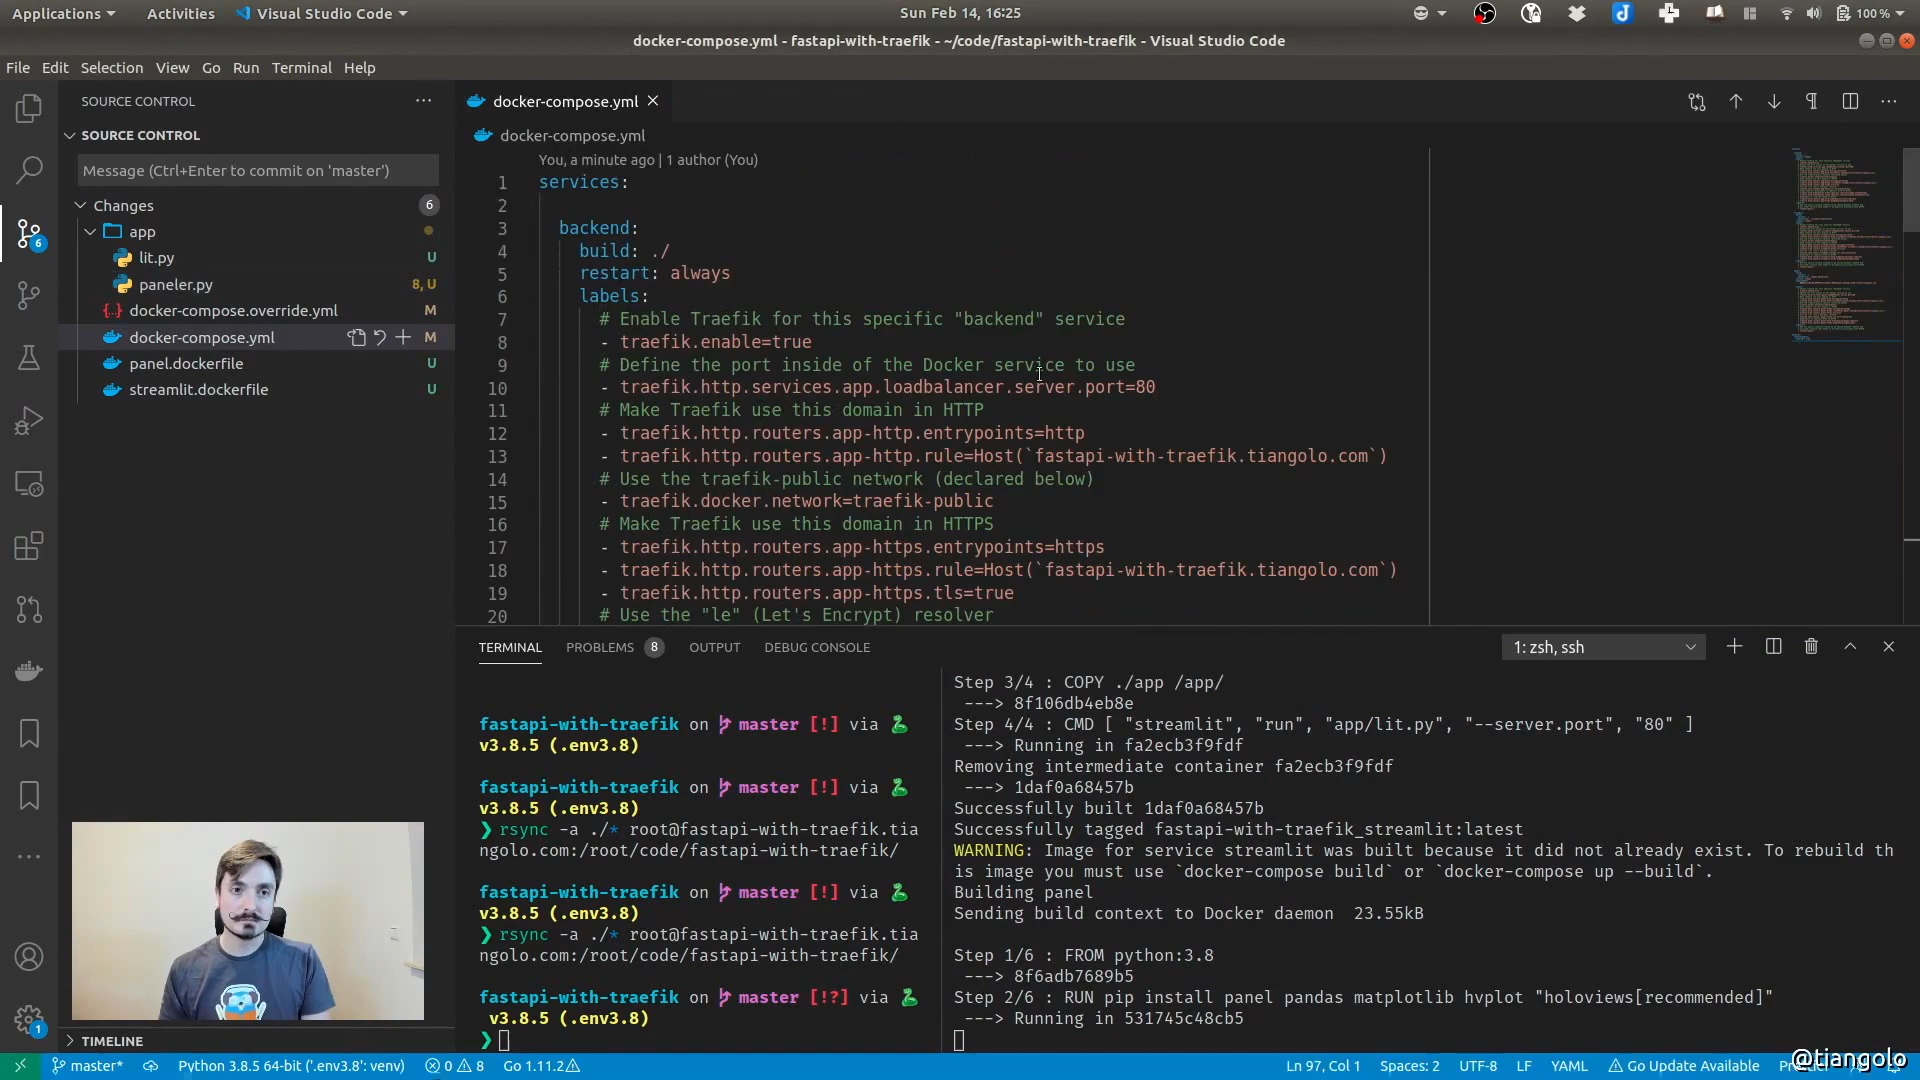 Applications
Activities
Visual Studio Code
Sun Feb 14, 16:25
100 %
docker-compose.yml - fastapi-with-traefik - ~/code/fastapi-with-traefik - Visual Studio Code
File Edit Selection View Go Run Terminal Help
SOURCE CONTROL
SOURCE CONTROL
Message (Ctrl+Enter to commit on 'master')
Changes 6
app
lit.py U
paneler.py 8, U
docker-compose.override.yml M
docker-compose.yml M
panel.dockerfile U
streamlit.dockerfile U
TIMELINE
6
1
docker-compose.yml
docker-compose.yml
You, a minute ago | 1 author (You)
1 services:
2
3 backend:
4 build: ./
5 restart: always
6 labels:
7 # Enable Traefik for this specific "backend" service
8 - traefik.enable=true
9 # Define the port inside of the Docker service to use
10 - traefik.http.services.app.loadbalancer.server.port=80
11 # Make Traefik use this domain in HTTP
12 - traefik.http.routers.app-http.entrypoints=http
13 - traefik.http.routers.app-http.rule=Host(`fastapi-with-traefik.tiangolo.com`)
14 # Use the traefik-public network (declared below)
15 - traefik.docker.network=traefik-public
16 # Make Traefik use this domain in HTTPS
17 - traefik.http.routers.app-https.entrypoints=https
18 - traefik.http.routers.app-https.rule=Host(`fastapi-with-traefik.tiangolo.com`)
19 - traefik.http.routers.app-https.tls=true
20 # Use the "le" (Let's Encrypt) resolver
TERMINAL PROBLEMS 8 OUTPUT DEBUG CONSOLE
1: zsh, ssh
fastapi-with-traefik on master [!] via
v3.8.5 (.env3.8)
fastapi-with-traefik on master [!] via
v3.8.5 (.env3.8)
❯ rsync -a ./* root@fastapi-with-traefik.tia
ngolo.com:/root/code/fastapi-with-traefik/
fastapi-with-traefik on master [!] via
v3.8.5 (.env3.8)
❯ rsync -a ./* root@fastapi-with-traefik.tia
ngolo.com:/root/code/fastapi-with-traefik/
fastapi-with-traefik on master [!?] via
v3.8.5 (.env3.8)
❯
Step 3/4 : COPY ./app /app/
---> 8f106db4eb8e
Step 4/4 : CMD [ "streamlit", "run", "app/lit.py", "--server.port", "80" ]
---> Running in fa2ecb3f9fdf
Removing intermediate container fa2ecb3f9fdf
---> 1daf0a68457b
Successfully built 1daf0a68457b
Successfully tagged fastapi-with-traefik_streamlit:latest
WARNING: Image for service streamlit was built because it did not already exist. To rebuild th
is image you must use `docker-compose build` or `docker-compose up --build`.
Building panel
Sending build context to Docker daemon 23.55kB
Step 1/6 : FROM python:3.8
---> 8f6adb7689b5
Step 2/6 : RUN pip install panel pandas matplotlib hvplot "holoviews[recommended]"
---> Running in 531745c48cb5
master* Python 3.8.5 64-bit ('.env3.8': venv) 0 8 Go 1.11.2
Ln 97, Col 1 Spaces: 2 UTF-8 LF YAML Go Update Available
@tiangolo